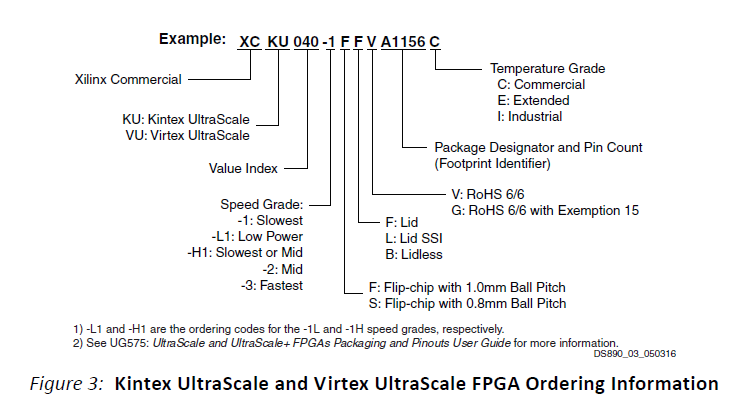 Example: XC KU 040 -1 F F V A1156 C
Xilinx Commercial
KU: Kintex UltraScale
VU: Virtex UltraScale
Value Index
Speed Grade:
-1: Slowest
-L1: Low Power
-H1: Slowest or Mid
-2: Mid
-3: Fastest
Temperature Grade
C: Commercial
E: Extended
I: Industrial
Package Designator and Pin Count
(Footprint Identifier)
V: RoHS 6/6
G: RoHS 6/6 with Exemption 15
F: Lid
L: Lid SSI
B: Lidless
F: Flip-chip with 1.0mm Ball Pitch
S: Flip-chip with 0.8mm Ball Pitch
1) -L1 and -H1 are the ordering codes for the -1L and -1H speed grades, respectively.
2) See UG575: UltraScale and UltraScale+ FPGAs Packaging and Pinouts User Guide for more information.
DS890_03_050316
Figure 3: Kintex UltraScale and Virtex UltraScale FPGA Ordering Information